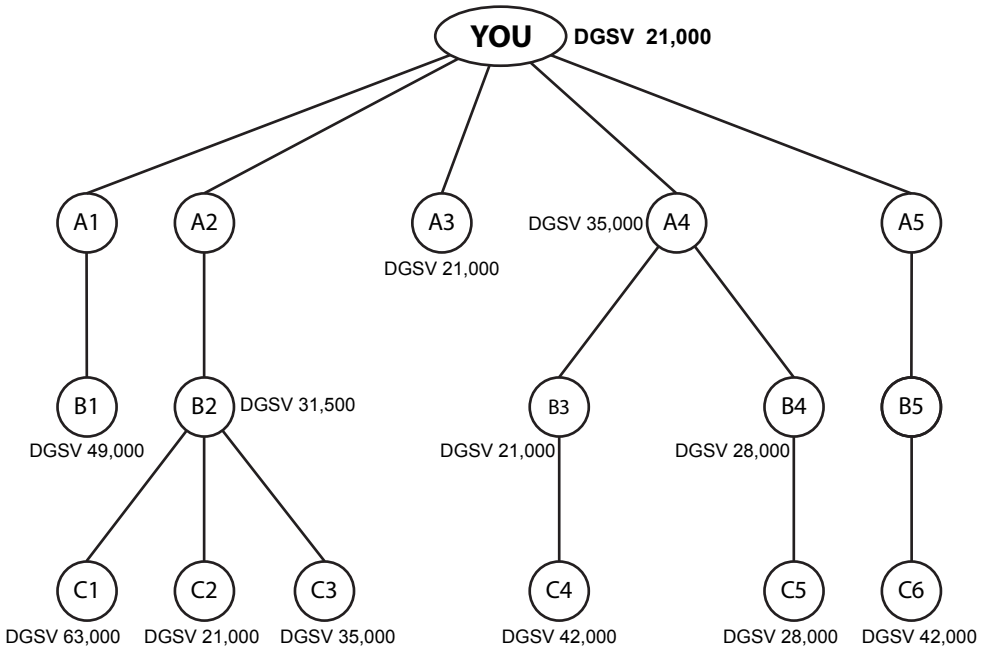 YOU DGSV 21,000
A1 A2 A3 DGSV 35,000 A4 A5
DGSV 21,000
B1 B2 DGSV 31,500 B3 B4 B5
DGSV 49,000 DGSV 21,000 DGSV 28,000
C1 C2 C3 C4 C5 C6
DGSV 63,000 DGSV 21,000 DGSV 35,000 DGSV 42,000 DGSV 28,000 DGSV 42,000